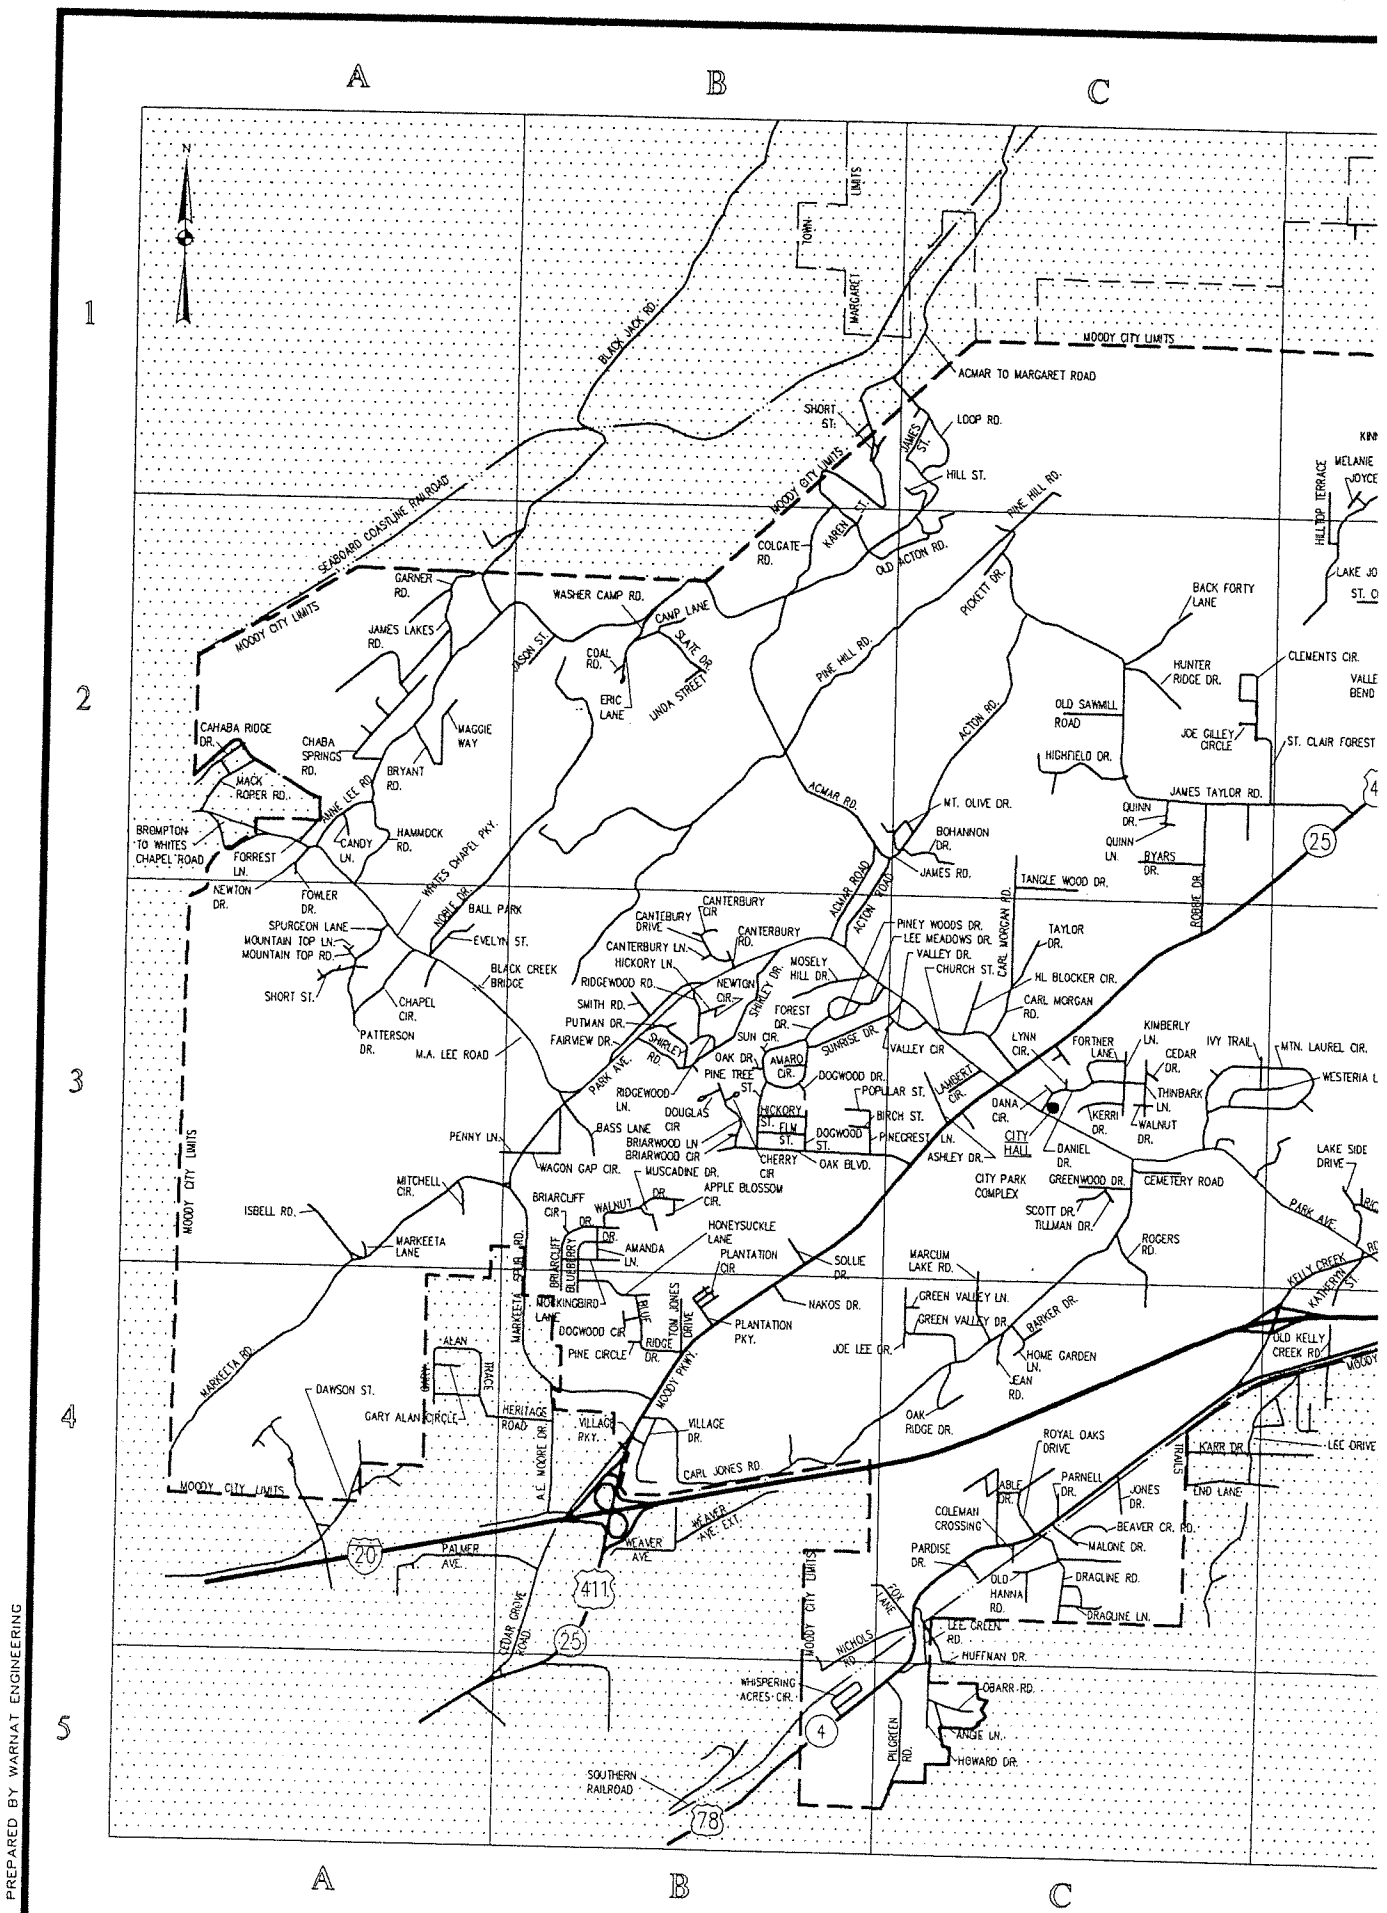 A
B
C
N
1
TOWN
LIMITS
MARGARET
BLACK JACK RD.
MOODY CITY LIMITS
ACMAR TO MARGARET ROAD
SHORT
ST.
JAMES
ST.
LOOP RD.
HILL ST.
MOODY CITY LIMITS
KAREN ST.
PINE HILL RD.
KIN
MELANIE
JOYCE
HILLTOP TERRACE
SEABOARD COASTLINE RAILROAD
COLGATE
RD.
OLD ACTON RD.
PICKETT DR.
LAKE JO
ST. C
GARNER
RD.
MOODY CITY LIMITS
WASHER CAMP RD.
CAMP LANE
BACK FORTY
LANE
JAMES LAKES
RD.
JASON ST.
COAL
RD.
SLATE DR.
LINDA STREET
PINE HILL RD.
CLEMENTS CIR.
HUNTER
RIDGE DR.
VALLE
BEND
2
ERIC
LANE
ACTON RD.
OLD SAWMILL
ROAD
CAHABA RIDGE
DR.
CHABA
SPRINGS
RD.
MAGGIE
WAY
BRYANT
RD.
JOE GILLEY
CIRCLE
ST. CLAIR FOREST
HIGHFIELD DR.
MACK
ROPER RD.
ANNE LEE RD.
ACMAR RD.
MT. OLIVE DR.
JAMES TAYLOR RD.
4
BROMPTON
TO WHITES
CHAPEL ROAD
FORREST
LN.
CANDY
LN.
HAMMOCK
RD.
WHITES CHAPEL PKY.
BOHANNON
DR.
QUINN
DR.
QUINN
LN.
BYARS
DR.
25
NEWTON
DR.
FOWLER
DR.
NOBLE DR.
JAMES RD.
TANGLE WOOD DR.
ROBBIE DR.
SPURGEON LANE
MOUNTAIN TOP LN.
MOUNTAIN TOP RD.
BALL PARK
EVELYN ST.
CANTERBURY
CIR
CANTEBURY
DRIVE
CANTERBURY
RD.
CANTERBURY LN.
HICKORY LN.
ACMAR ROAD
ACTON ROAD
PINEY WOODS DR.
LEE MEADOWS DR.
VALLEY DR.
CHURCH ST.
CARL MORGAN RD.
TAYLOR
DR.
HL BLOCKER CIR.
SHORT ST.
CHAPEL
CIR.
BLACK CREEK
BRIDGE
RIDGEWOOD RD.
NEWTON
CIR.
SHIRLEY DR.
MOSELY
HILL DR.
CARL MORGAN
RD.
PATTERSON
DR.
M.A. LEE ROAD
SMITH RD.
PUTMAN DR.
FAIRVIEW DR.
SHIRLEY
RD.
FOREST
DR.
SUN CIR.
SUNRISE DR.
VALLEY CIR
LYNN
CIR.
FORTNER
LANE
KIMBERLY
LN.
CEDAR
DR.
IVY TRAIL
MTN. LAUREL CIR.
3
PARK AVE.
OAK DR.
PINE TREE
ST.
AMARO
CIR.
DOGWOOD DR.
POPULAR ST.
LAMBERT
CIR.
DANA
CIR.
KERRI
DR.
THINBARK
LN.
WALNUT
DR.
WESTERIA L
RIDGEWOOD
LN.
DOUGLAS
CIR
HICKORY
ST.
ELM
ST.
BIRCH ST.
DOGWOOD
ST.
PINECREST
LN.
CITY
HALL
DANIEL
DR.
PENNY LN.
BASS LANE
BRIARWOOD LN
BRIARWOOD CIR
WAGON GAP CIR.
MUSCADINE DR.
CHERRY
CIR
OAK BLVD.
ASHLEY DR.
CITY PARK
COMPLEX
GREENWOOD DR.
CEMETERY ROAD
LAKE SIDE
DRIVE
MOODY CITY LIMITS
MITCHELL
CIR.
BRIARCLIFF
CIR
WALNUT DR.
APPLE BLOSSOM
CIR.
SCOTT DR.
TILLMAN DR.
PARK AVE.
ISBELL RD.
HONEYSUCKLE
LANE
MARKEETA
LANE
MARKEETA SPUR RD.
BRIARCLIFF
DR.
BLUEBERRY
AMANDA
LN.
PLANTATION
CIR
SOLLIE
DR.
MARCUM
LAKE RD.
ROGERS
RD.
KELLY CREEK RD
KATHERYN ST.
MOCKINGBIRD
LANE
NAKOS DR.
GREEN VALLEY LN.
DOGWOOD CIR
PINE CIRCLE
BLUE
RIDGE
DR.
TOM JONES
DRIVE
PLANTATION
PKY.
GREEN VALLEY DR.
BARKER DR.
JOE LEE DR.
HOME GARDEN
LN.
JEAN
RD.
OLD KELLY
CREEK RD.
MOODY
MARKEETA RD.
ALAN
GARY
TRACE
DAWSON ST.
GARY ALAN CIRCLE
HERITAGE
ROAD
MOODY PKWY.
4
VILLAGE
PKY.
VILLAGE
DR.
OAK
RIDGE DR.
ROYAL OAKS
DRIVE
TRAILS
END LANE
KARR DR.
LEE DRIVE
A.E. MOORE DR.
CARL JONES RD.
MOODY CITY LIMITS
ABLE
DR.
PARNELL
DR.
JONES
DR.
COLEMAN
CROSSING
WEAVER
AVE. EXT.
WEAVER
AVE.
BEAVER CR. RD.
MALONE DR.
PARDISE
DR.
20
PALMER
AVE.
411
MOODY CITY LIMITS
FOX
LANE
OLD
HANNA
RD.
DRAGLINE RD.
DRAGLINE LN.
CEDAR GROVE
ROAD
25
NICHOLS
RD
LEE GREEN
RD.
HUFFMAN DR.
WHISPERING
ACRES CIR.
OBARR RD.
5
4
PILGREEN
RD.
ANGIE LN.
HOWARD DR.
SOUTHERN
RAILROAD
78
A
B
C
PREPARED BY WARNAT ENGINEERING